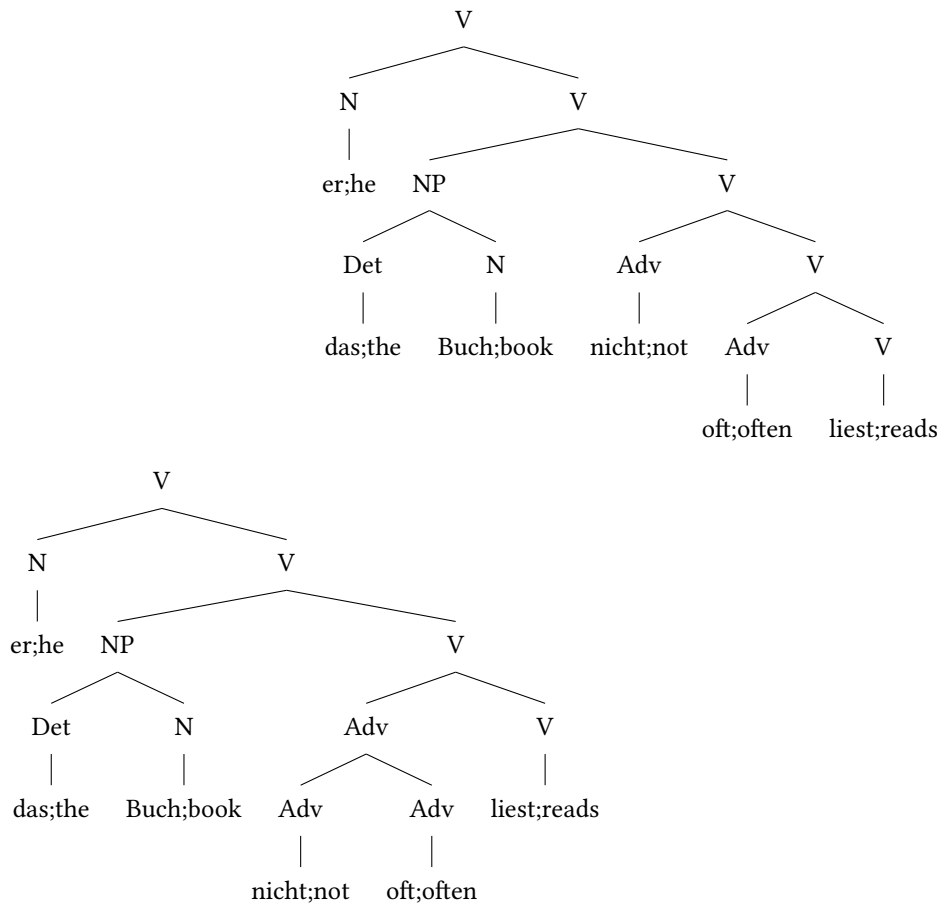 V
N V
er;he NP V
Det N Adv V
das;the Buch;book nicht;not Adv V
oft;often liest;reads
V
N V
er;he NP V
Det N Adv V
das;the Buch;book Adv Adv liest;reads
nicht;not oft;often